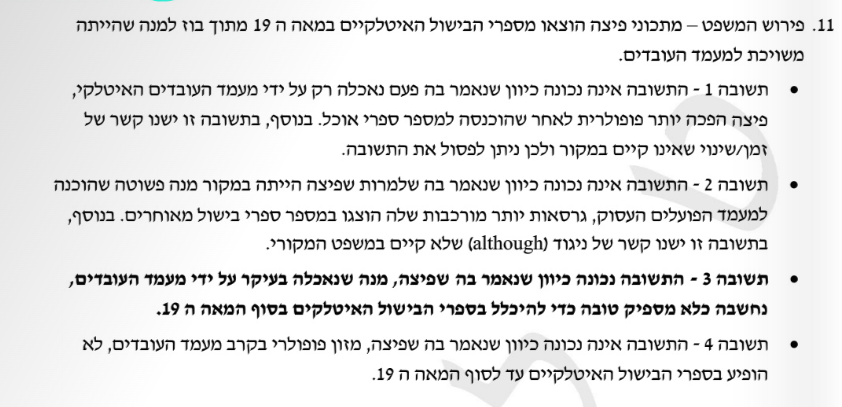 11. פירוש המשפט – מתכוני פיצה הוצאו מספרי הבישול האיטלקיים במאה ה 19 מתוך בוז למנה שהייתה
משויכת למעמד העובדים.
• תשובה 1 - התשובה אינה נכונה כיוון שנאמר בה פעם נאכלה רק על ידי מעמד העובדים האיטלקי,
פיצה הפכה יותר פופולרית לאחר שהוכנסה למספר ספרי אוכל. בנוסף, בתשובה זו ישנו קשר של
זמן/שינוי שאינו קיים במקור ולכן ניתן לפסול את התשובה.
• תשובה 2 - התשובה אינה נכונה כיוון שנאמר בה שלמרות שפיצה הייתה במקור מנה פשוטה שהוכנה
למעמד הפועלים העסוק, גרסאות יותר מורכבות שלה הוצגו במספר ספרי בישול מאוחרים. בנוסף,
בתשובה זו ישנו קשר של ניגוד (although) שלא קיים במשפט המקורי.
• תשובה 3 - התשובה נכונה כיוון שנאמר בה שפיצה, מנה שנאכלה בעיקר על ידי מעמד העובדים,
נחשבה כלא מספיק טובה כדי להיכלל בספרי הבישול האיטלקים בסוף המאה ה 19.
• תשובה 4 - התשובה אינה נכונה כיוון שנאמר בה שפיצה, מזון פופולרי בקרב מעמד העובדים, לא
הופיע בספרי הבישול האיטלקיים עד לסוף המאה ה 19.